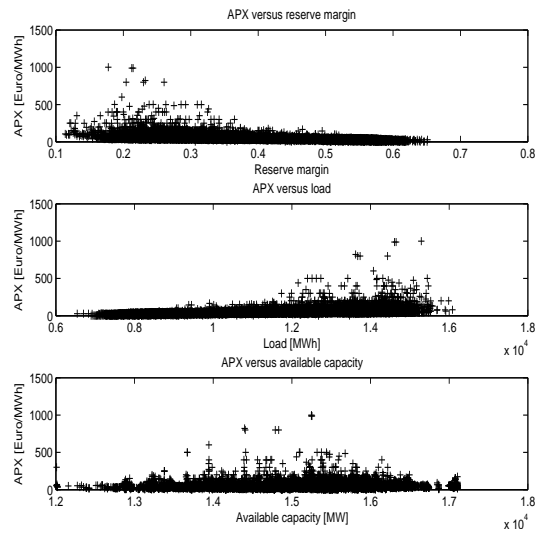 APX versus reserve margin
1500
1000
500
0
APX [Euro/MWh]
0.1 0.2 0.3 0.4 0.5 0.6 0.7 0.8
Reserve margin
APX versus load
1500
1000
500
0
APX [Euro/MWh]
0.6 0.8 1 1.2 1.4 1.6 1.8
Load [MWh]
x 10^4
APX versus available capacity
1500
1000
500
0
APX [Euro/MWh]
1.2 1.3 1.4 1.5 1.6 1.7 1.8
Available capacity [MW]
x 10^4